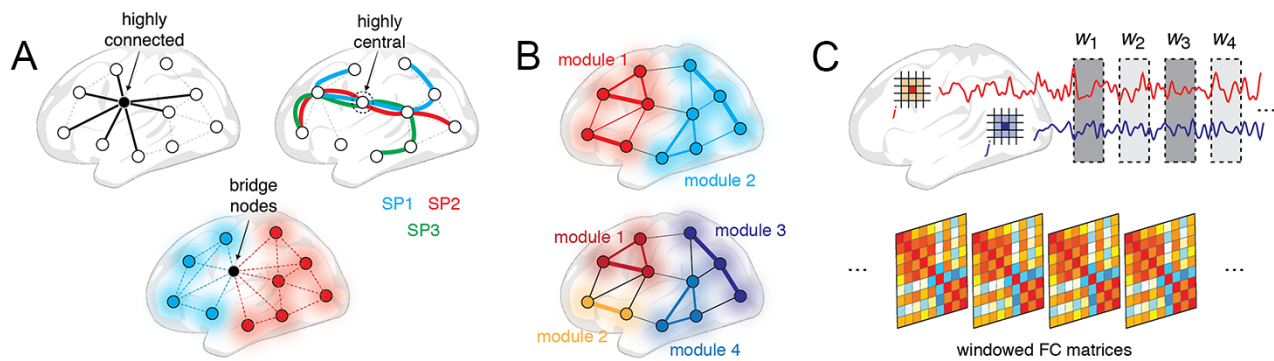 A
highly
connected
highly
central
bridge
nodes
SP1 SP2
SP3
B
module 1
module 2
module 1
module 3
module 2
module 4
C
w1 w2 w3 w4
i
j
...
... ...
windowed FC matrices